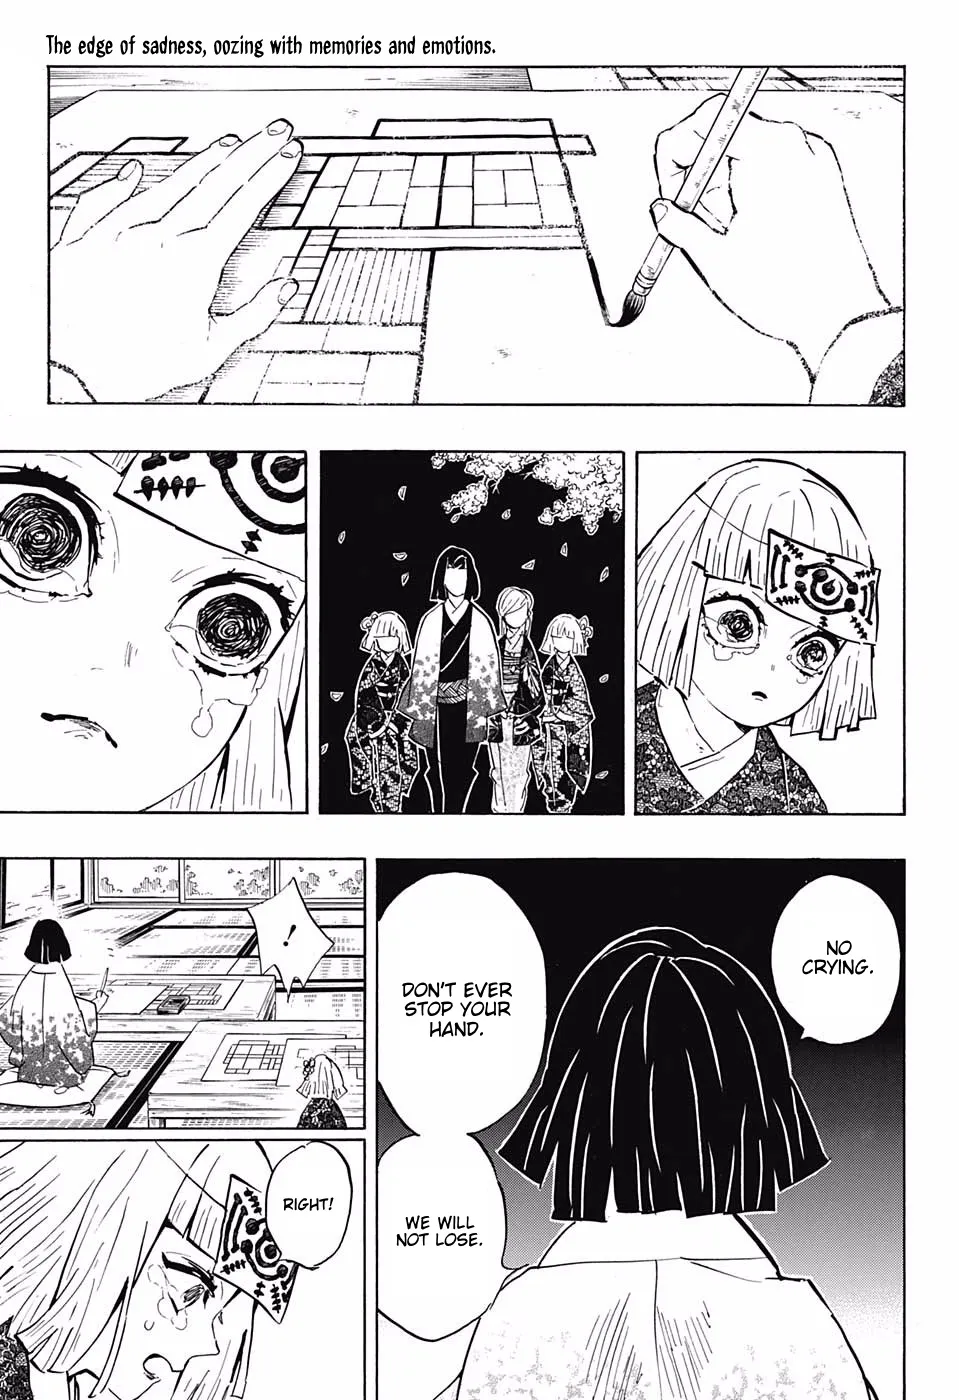 The edge of sadness, oozing with memories and emotions.
NO
CRYING.
DON'T EVER
STOP YOUR
HAND.
WE WILL
NOT LOSE.
!
RIGHT!